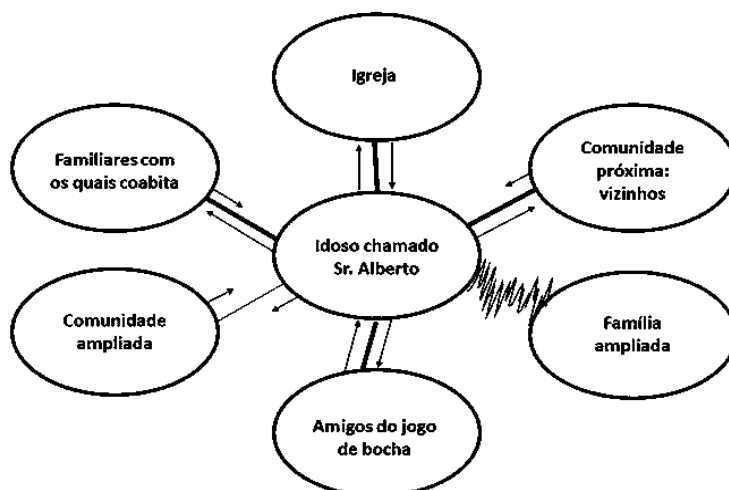 Igreja
Familiares com
os quais coabita
Comunidade
próxima:
vizinhos
Idoso chamado
Sr. Alberto
Comunidade
ampliada
Família
ampliada
Amigos do jogo
de bocha